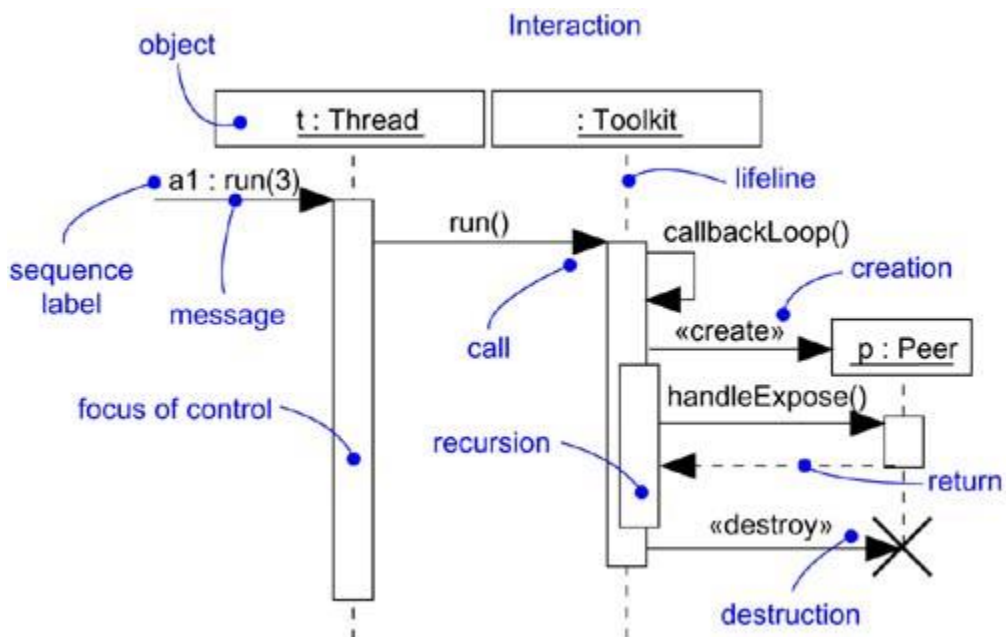 Interaction
object
t : Thread
: Toolkit
a1 : run(3)
lifeline
run()
callbackLoop()
sequence
label
message
creation
call
«create»
p : Peer
handleExpose()
focus of control
recursion
return
«destroy»
destruction